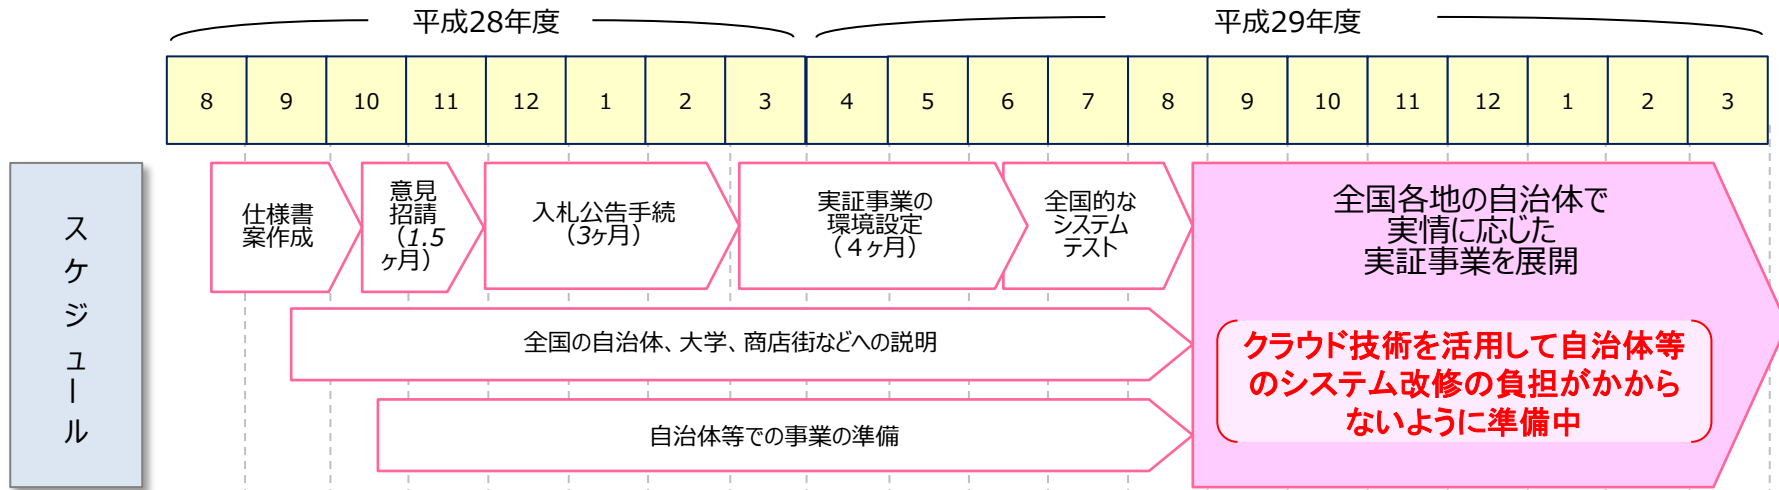 平成28年度
平成29年度
8 9 10 11 12 1 2 3 4 5 6 7 8 9 10 11 12 1 2 3
スケジュール
仕様書
案作成
意見
招請
（1.5
ヶ月）
入札公告手続
（3ヶ月）
実証事業の
環境設定
（４ヶ月）
全国的な
システム
テスト
全国各地の自治体で
実情に応じた
実証事業を展開
全国の自治体、大学、商店街などへの説明
クラウド技術を活用して自治体等
のシステム改修の負担がかから
ないように準備中
自治体等での事業の準備